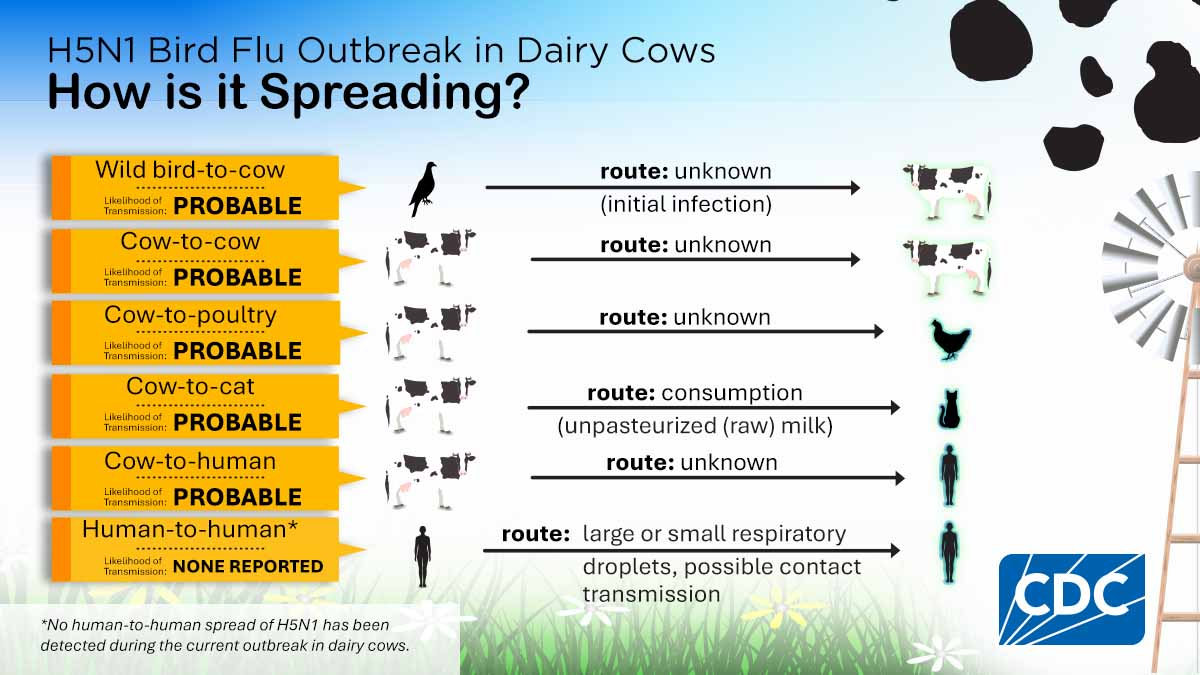 H5N1 Bird Flu Outbreak in Dairy Cows
How is it Spreading?
Wild bird-to-cow
Likelihood of
Transmission: PROBABLE
route: unknown
(initial infection)
Cow-to-cow
Likelihood of
Transmission: PROBABLE
route: unknown
Cow-to-poultry
Likelihood of
Transmission: PROBABLE
route: unknown
Cow-to-cat
Likelihood of
Transmission: PROBABLE
route: consumption
(unpasteurized (raw) milk)
Cow-to-human
Likelihood of
Transmission: PROBABLE
route: unknown
Human-to-human*
Likelihood of
Transmission: NONE REPORTED
route: large or small respiratory
droplets, possible contact
transmission
CDC
*No human-to-human spread of H5N1 has been
detected during the current outbreak in dairy cows.